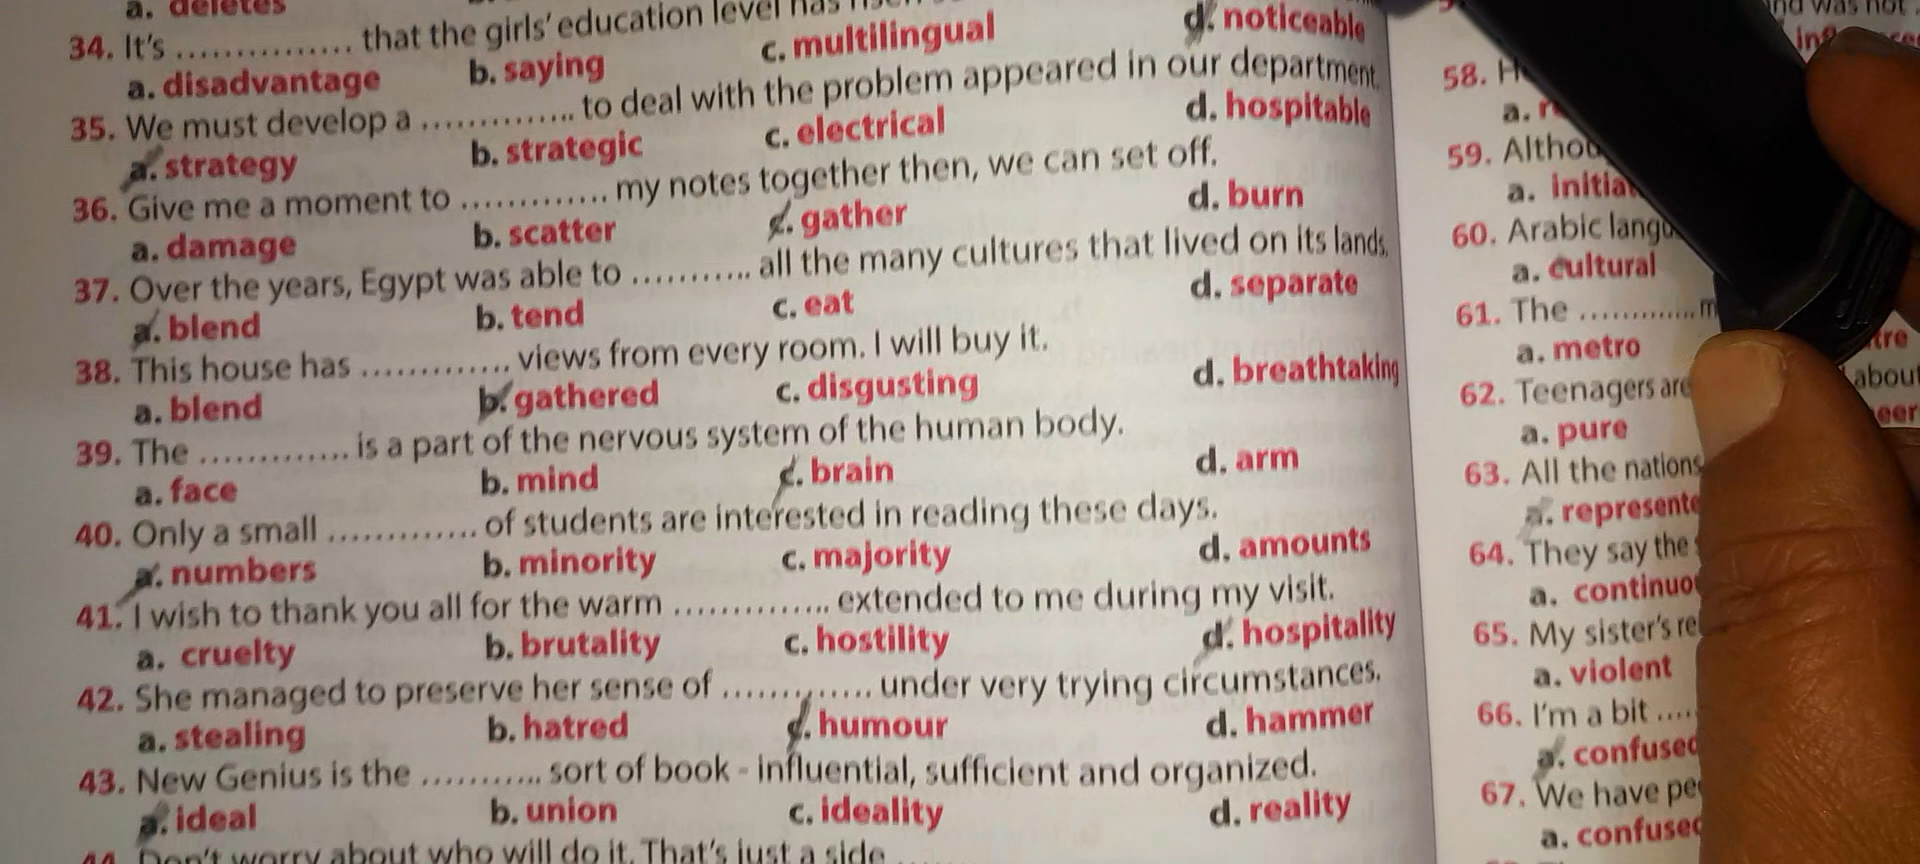 a. deletes
34. It's .............. that the girls' education level has
a. disadvantage b. saying c. multilingual d. noticeable
35. We must develop a .............. to deal with the problem appeared in our department.
a. strategy b. strategic c. electrical d. hospitable
36. Give me a moment to ............. my notes together then, we can set off.
a. damage b. scatter c. gather d. burn
37. Over the years, Egypt was able to ........... all the many cultures that lived on its lands.
a. blend b. tend c. eat d. separate
38. This house has ............. views from every room. I will buy it.
a. blend b. gathered c. disgusting d. breathtaking
39. The ............. is a part of the nervous system of the human body.
a. face b. mind c. brain d. arm
40. Only a small ............. of students are interested in reading these days.
a. numbers b. minority c. majority d. amounts
41. I wish to thank you all for the warm .............. extended to me during my visit.
a. cruelty b. brutality c. hostility d. hospitality
42. She managed to preserve her sense of ............. under very trying circumstances.
a. stealing b. hatred c. humour d. hammer
43. New Genius is the ........... sort of book - influential, sufficient and organized.
a. ideal b. union c. ideality d. reality
44. Don't worry about who will do it. That's just a side
and was not
58.
a.
59.
a.
60. Arabic
a. cultural
61. The .............
a. metro
62. Teenagers are
about
a. pure
63. All the nations
a.
64. They say the
a.
65. My sister's
a. violent
66. I'm a bit ....
a. confused
67. We have
a. confused